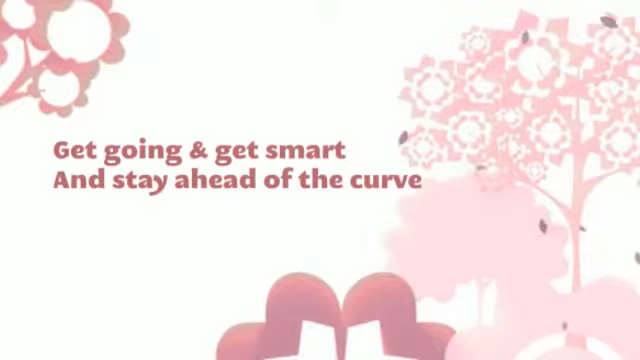 Get going & get smart
And stay ahead of the curve